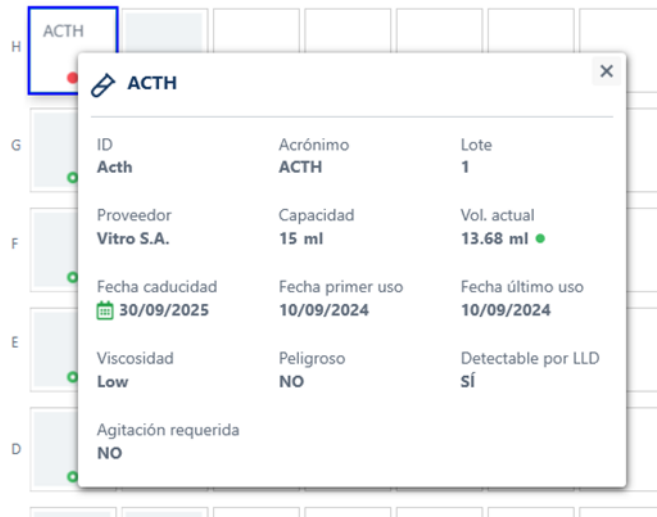 H
ACTH
ACTH
ID Acrónimo Lote
Acth ACTH 1
G
Proveedor Capacidad Vol. actual
Vitro S.A. 15 ml 13.68 ml
F
Fecha caducidad Fecha primer uso Fecha último uso
30/09/2025 10/09/2024 10/09/2024
E
Viscosidad Peligroso Detectable por LLD
Low NO SÍ
Agitación requerida
D
NO